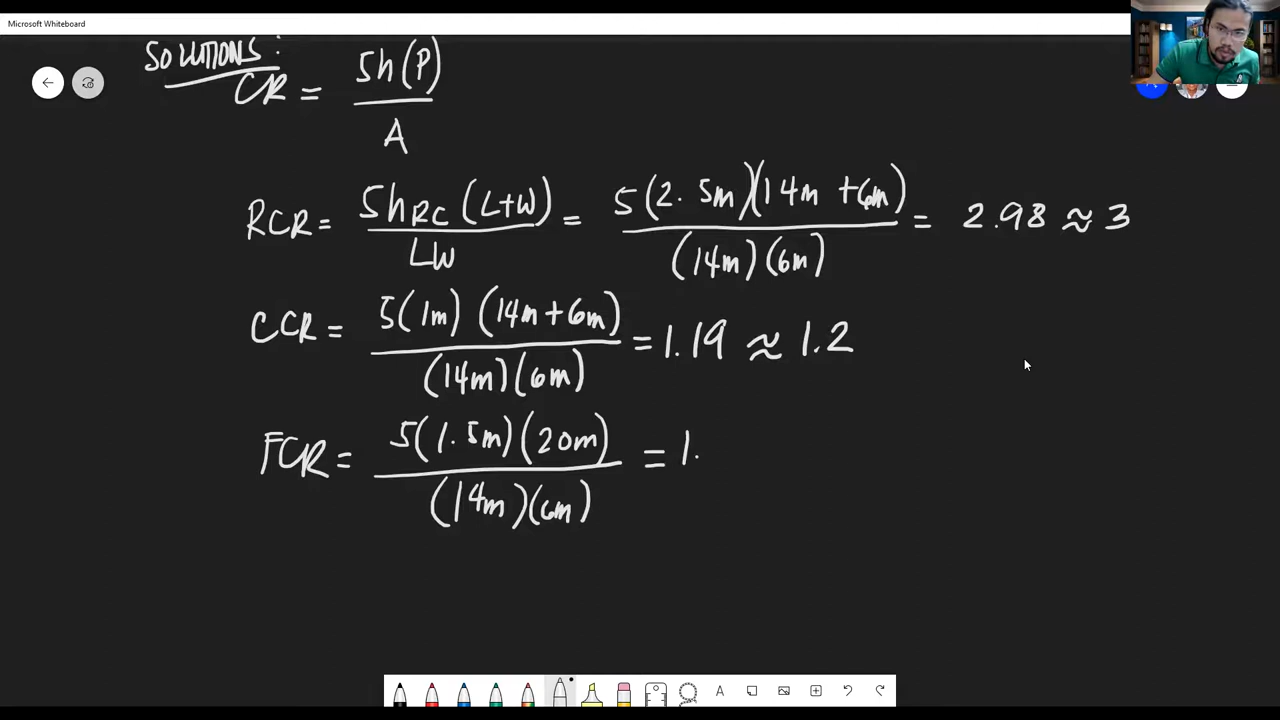 Microsoft Whiteboard
SOLUTIONS:
CR = 5h(P) / A
RCR = 5hRC (L+W) / LW = 5(2.5m)(14m+6m) / (14m)(6m) = 2.98 ≈ 3
CCR = 5(1m) (14m+6m) / (14m)(6m) = 1.19 ≈ 1.2
FCR = 5(1.5m)(20m) / (14m)(6m) = 1.
A